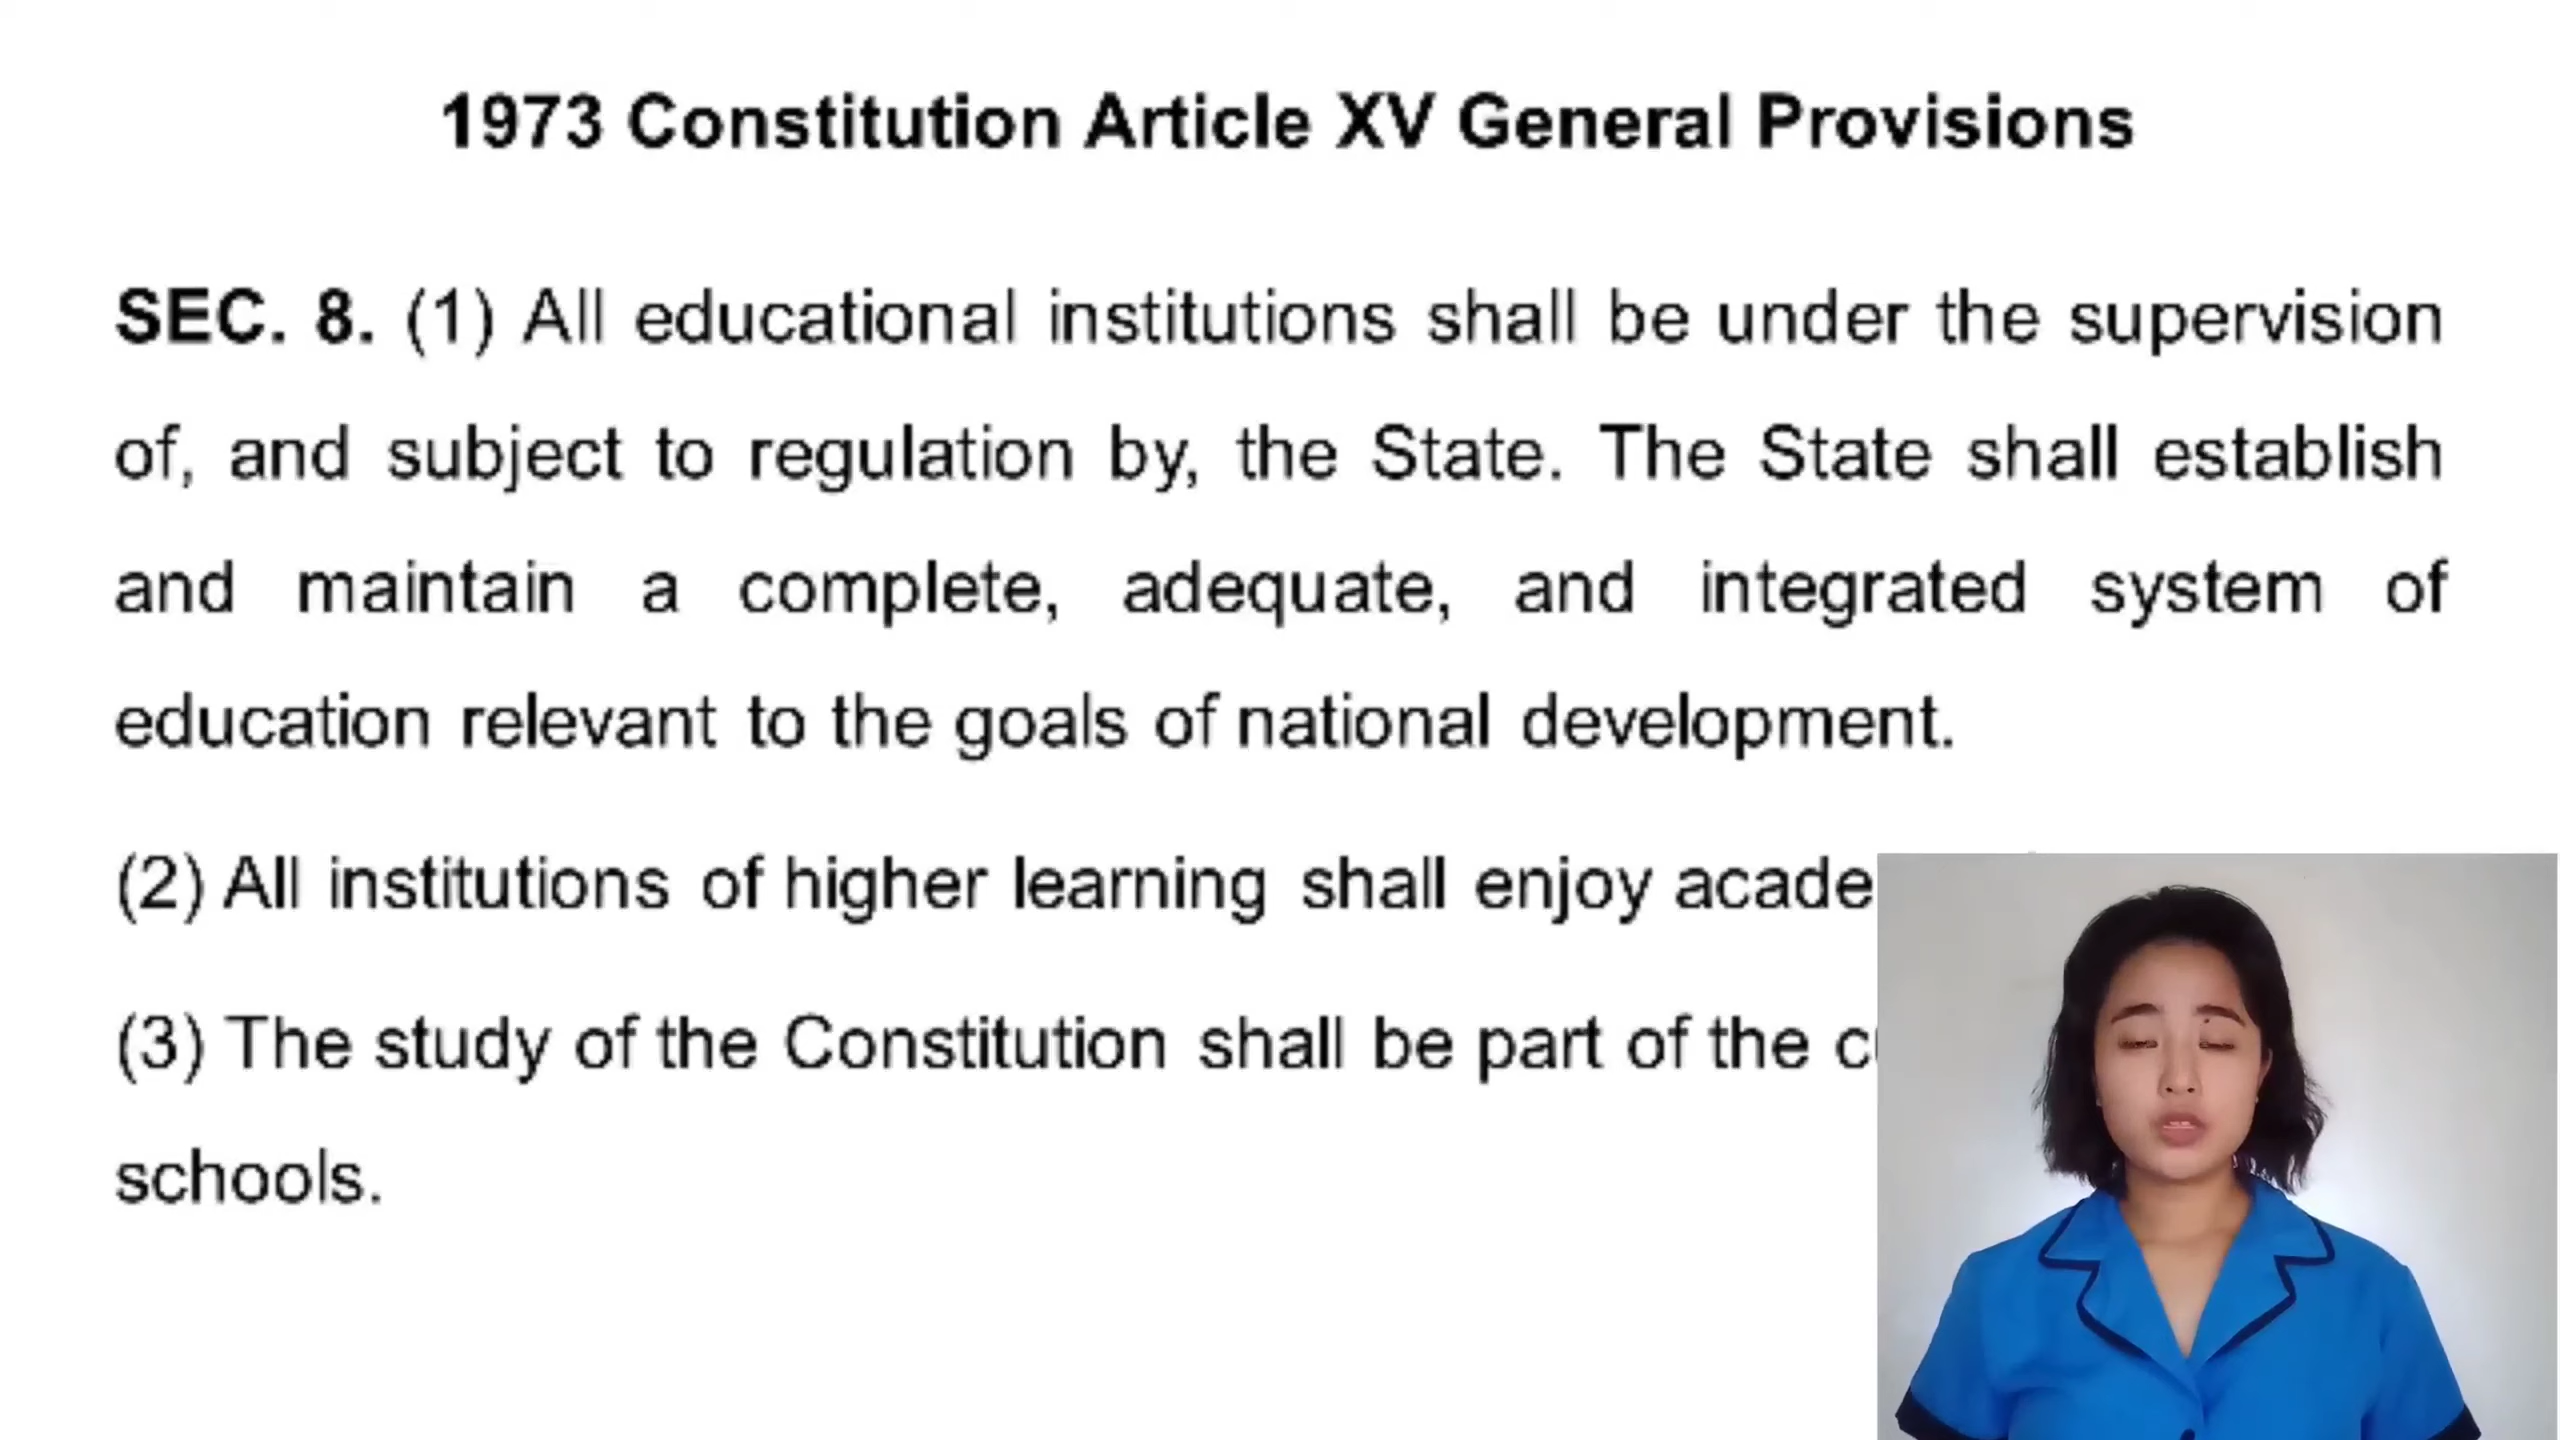 1973 Constitution Article XV General Provisions
SEC. 8. (1) All educational institutions shall be under the supervision
of, and subject to regulation by, the State. The State shall establish
and maintain a complete, adequate, and integrated system of
education relevant to the goals of national development.
(2) All institutions of higher learning shall enjoy acade
(3) The study of the Constitution shall be part of the
schools.